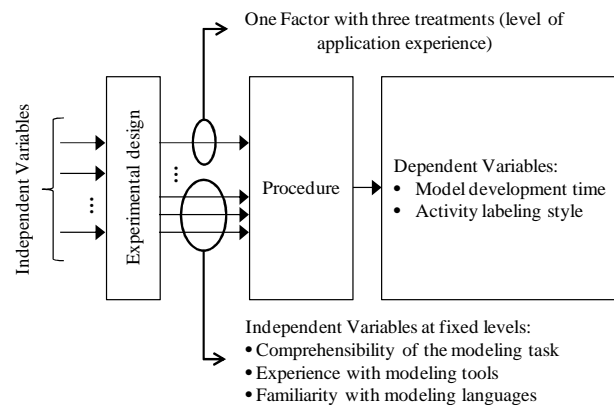 One Factor with three treatments (level of
application experience)
Independent Variables
...
Experimental design
...
Procedure
Dependent Variables:
• Model development time
• Activity labeling style
Independent Variables at fixed levels:
• Comprehensibility of the modeling task
• Experience with modeling tools
• Familiarity with modeling languages